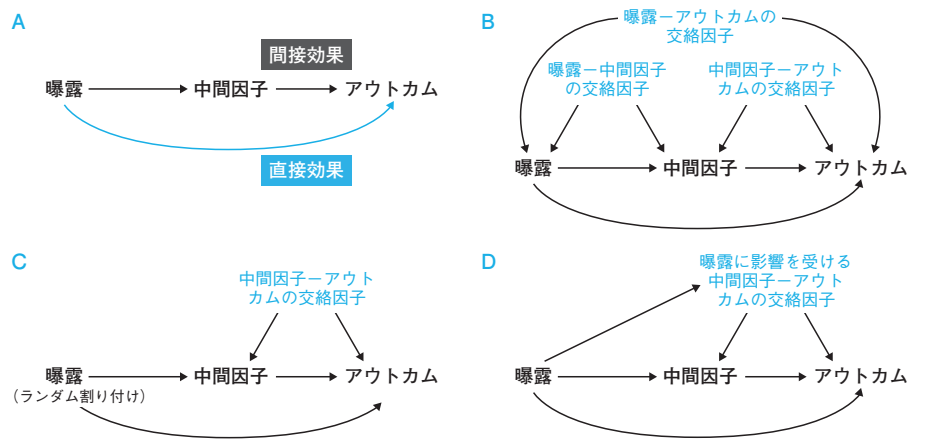 A
間接効果
曝露
中間因子
アウトカム
直接効果
B
曝露−アウトカムの
交絡因子
曝露−中間因子
の交絡因子
中間因子−アウト
カムの交絡因子
曝露
中間因子
アウトカム
C
中間因子−アウト
カムの交絡因子
曝露
(ランダム割り付け)
中間因子
アウトカム
D
曝露に影響を受ける
中間因子−アウト
カムの交絡因子
曝露
中間因子
アウトカム